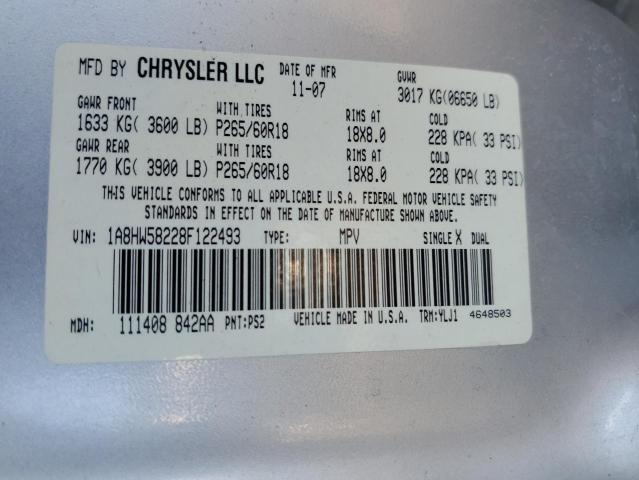 MFD BY CHRYSLER LLC DATE OF MFR 11-07 GVWR 3017 KG(06650 LB)
GAWR FRONT WITH TIRES RIMS AT COLD
1633 KG( 3600 LB) P265/60R18 18X8.0 228 KPA( 33 PSI)
GAWR REAR WITH TIRES RIMS AT COLD
1770 KG( 3900 LB) P265/60R18 18X8.0 228 KPA( 33 PSI)
THIS VEHICLE CONFORMS TO ALL APPLICABLE U.S.A. FEDERAL MOTOR VEHICLE SAFETY
STANDARDS IN EFFECT ON THE DATE OF MANUFACTURE SHOWN ABOVE.
VIN: 1A8HW58228F122493 TYPE: MPV SINGLE X DUAL
MDH: 111408 842AA PNT:PS2 VEHICLE MADE IN U.S.A. TRM:YLJ1 4648503